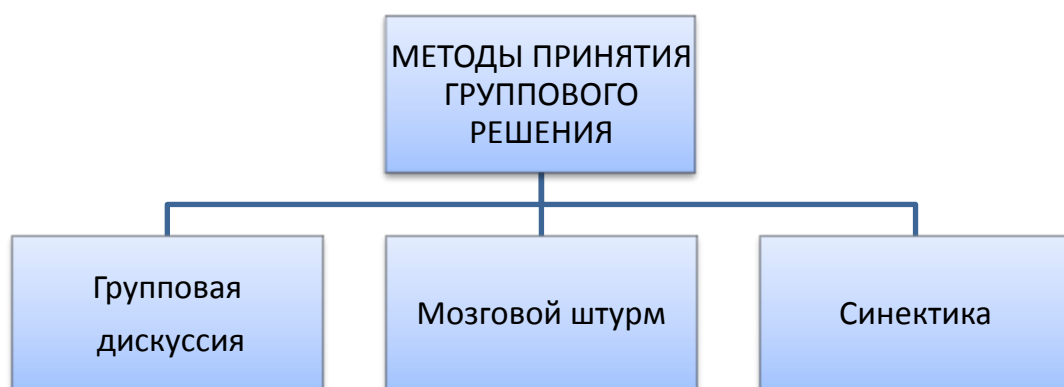 МЕТОДЫ ПРИНЯТИЯ
ГРУППОВОГО
РЕШЕНИЯ
Групповая
дискуссия
Мозговой штурм
Синектика